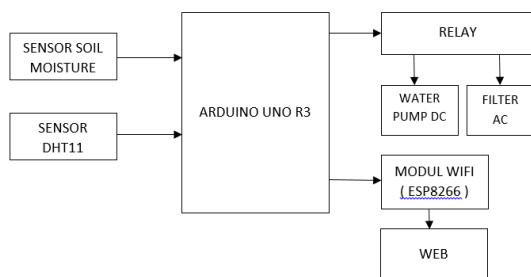 SENSOR SOIL
MOISTURE
SENSOR
DHT11
ARDUINO UNO R3
RELAY
WATER
PUMP DC
FILTER
AC
MODUL WIFI
( ESP8266 )
WEB